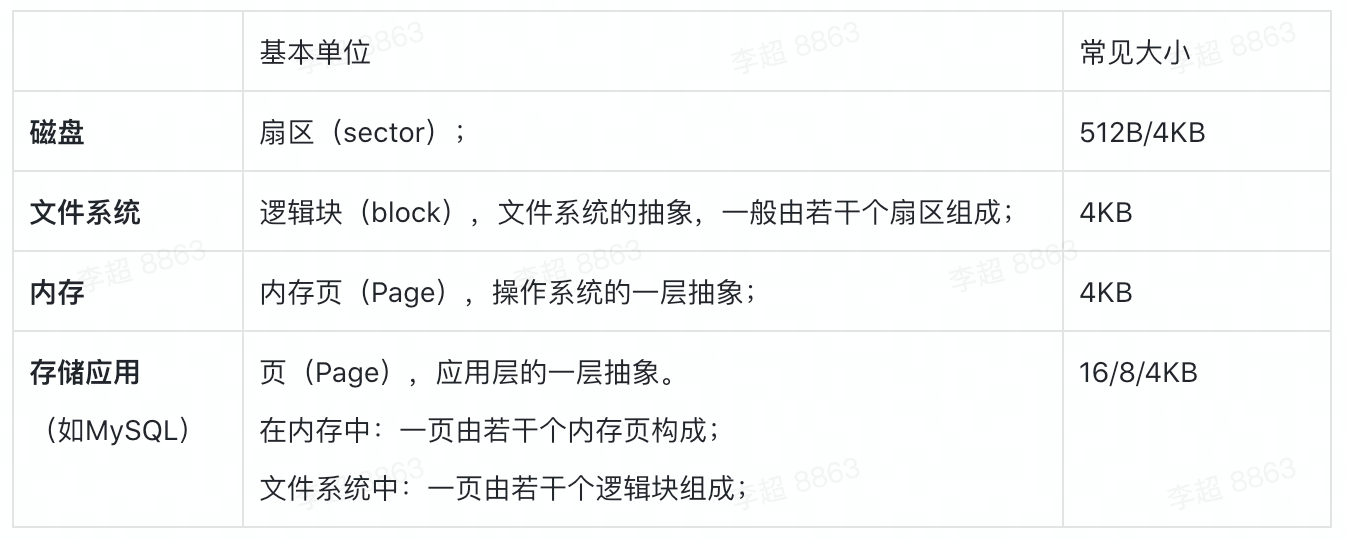 基本单位 常见大小
磁盘 扇区（sector）； 512B/4KB
文件系统 逻辑块（block），文件系统的抽象，一般由若干个扇区组成； 4KB
内存 内存页（Page），操作系统的一层抽象； 4KB
存储应用 页（Page），应用层的一层抽象。 16/8/4KB
（如MySQL） 在内存中：一页由若干个内存页构成；
文件系统中：一页由若干个逻辑块组成；
李超 8863
李超 8863
李超 8863
李超 8863
李超 8863
李超 8863
李超 8863
李超 8863
李超 8863